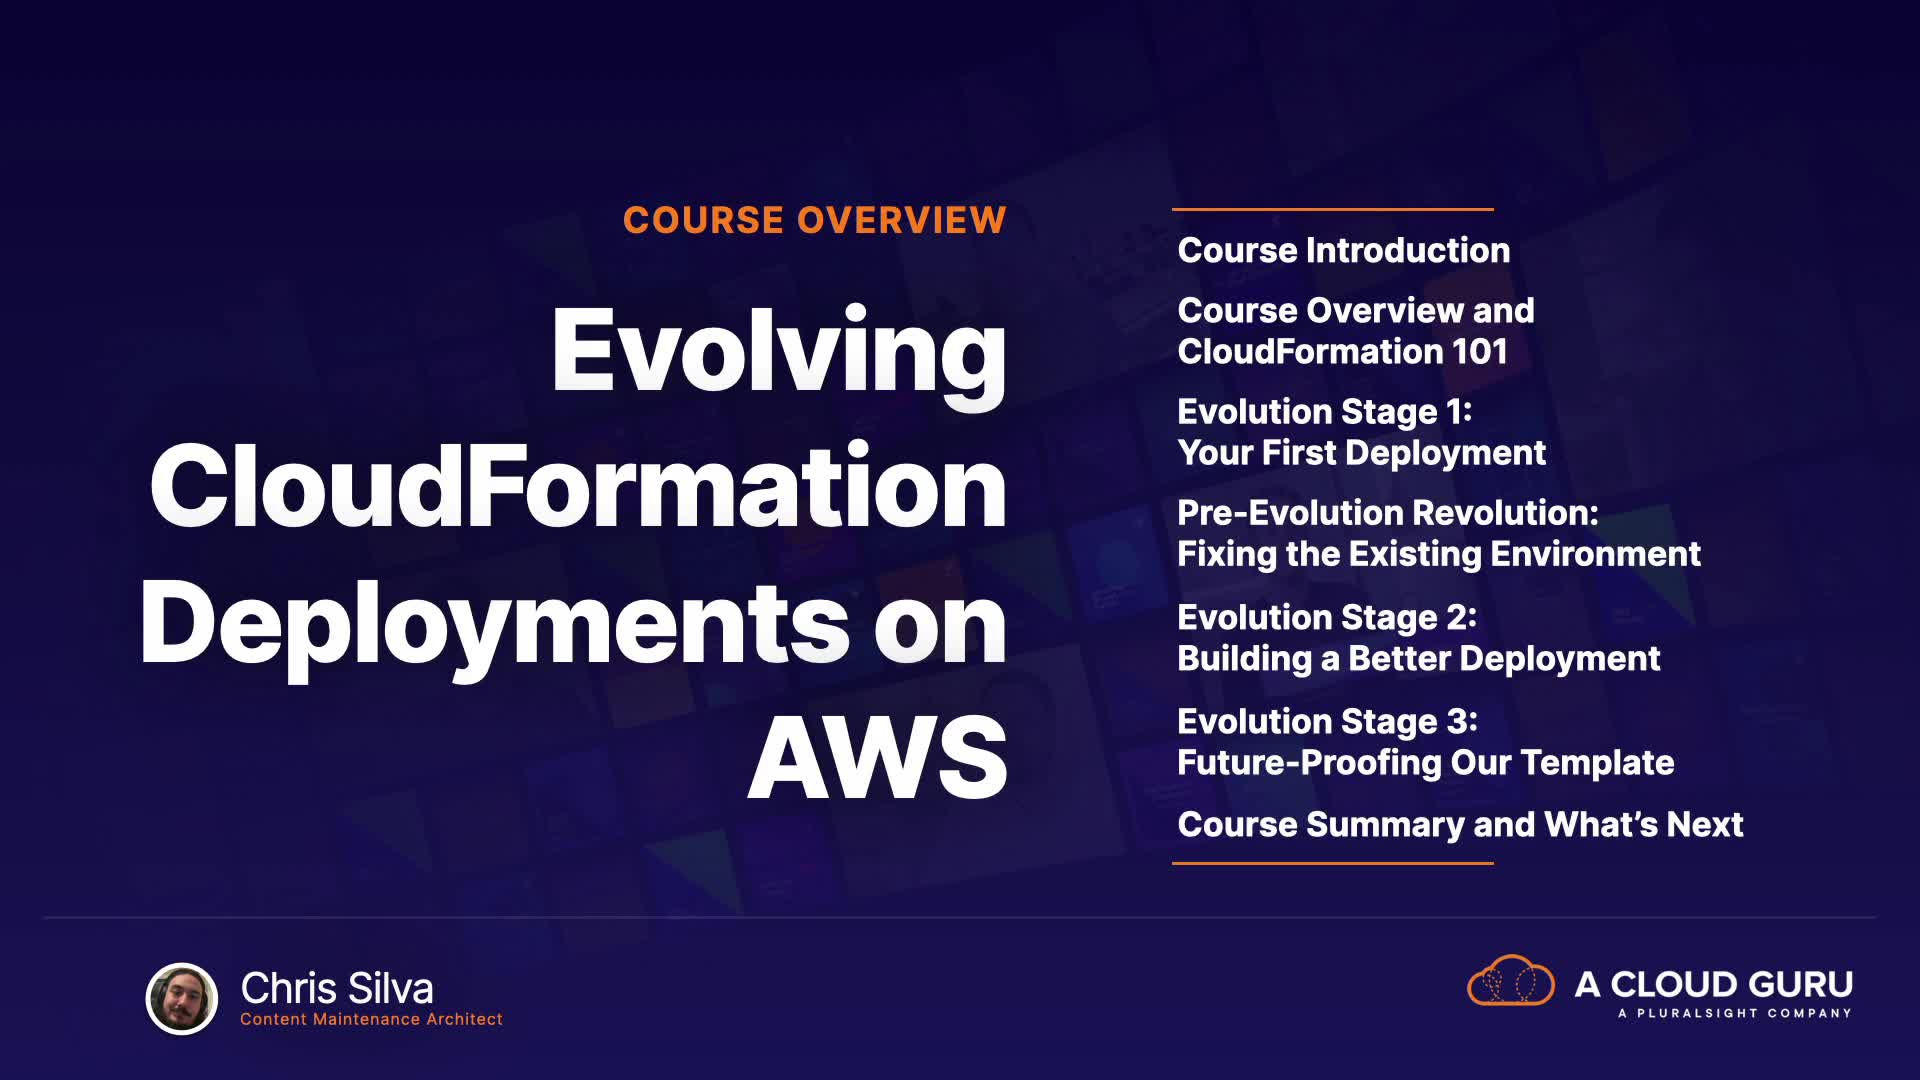 COURSE OVERVIEW
Evolving
CloudFormation
Deployments on
AWS
Course Introduction
Course Overview and
CloudFormation 101
Evolution Stage 1:
Your First Deployment
Pre-Evolution Revolution:
Fixing the Existing Environment
Evolution Stage 2:
Building a Better Deployment
Evolution Stage 3:
Future-Proofing Our Template
Course Summary and What’s Next
Chris Silva
Content Maintenance Architect
A CLOUD GURU
A PLURALSIGHT COMPANY